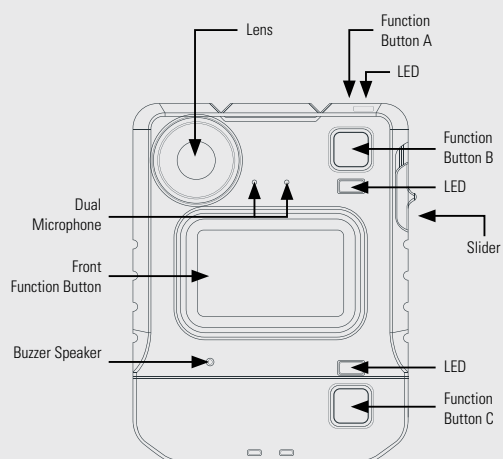 Lens
Function
Button A
LED
Function
Button B
LED
Dual
Microphone
Slider
Front
Function Button
Buzzer Speaker
LED
Function
Button C